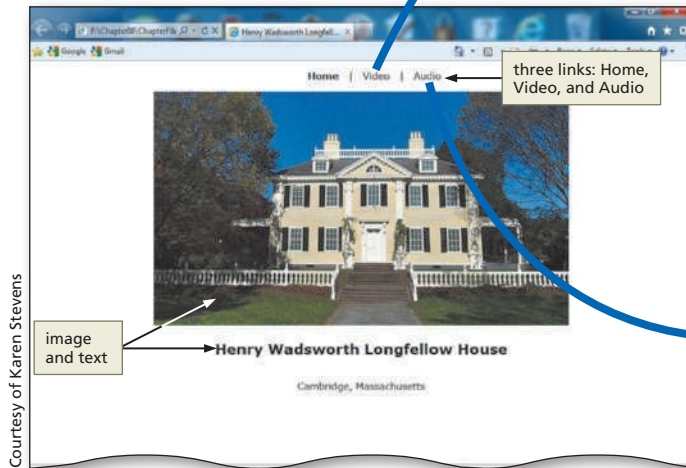 Henry Wadsworth Longfell...
Google Gmail
Home | Video | Audio
three links: Home,
Video, and Audio
image
and text
Henry Wadsworth Longfellow House
Cambridge, Massachusetts
Courtesy of Karen Stevens